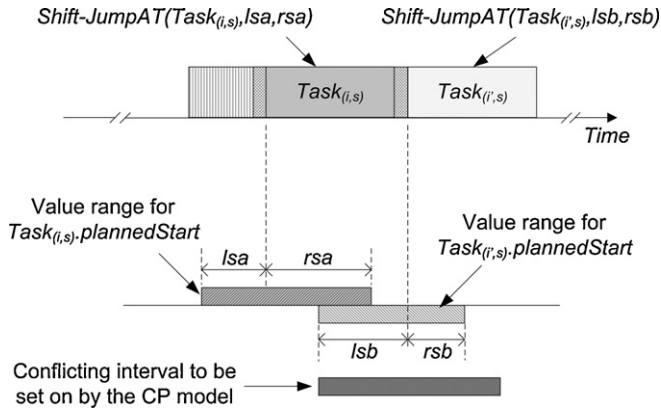 Shift-JumpAT(Task(i,s),lsa,rsa) Shift-JumpAT(Task(i',s),lsb,rsb)
Task(i,s) Task(i',s)
Time
Value range for
Task(i,s).plannedStart
Value range for
Task(i',s).plannedStart
lsa rsa
lsb rsb
Conflicting interval to be
set on by the CP model